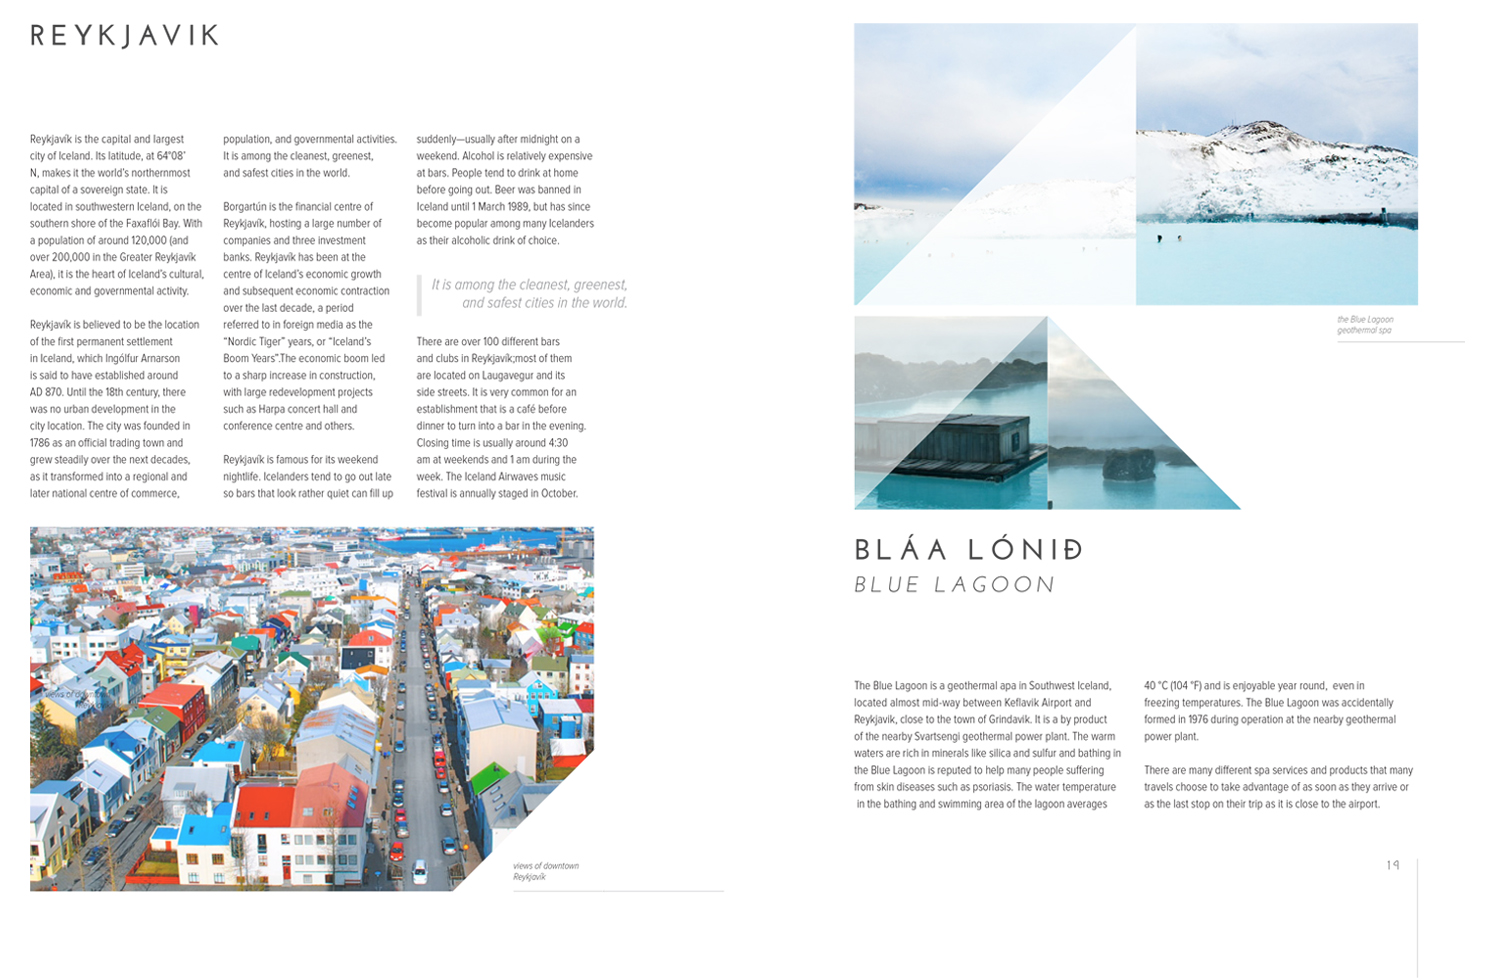 REYKJAVIK
Reykjavík is the capital and largest
city of Iceland. Its latitude, at 64°08'
N, makes it the world's northernmost
capital of a sovereign state. It is
located in southwestern Iceland, on the
southern shore of the Faxaflói Bay. With
a population of around 120,000 (and
over 200,000 in the Greater Reykjavík
Area), it is the heart of Iceland's cultural,
economic and governmental activity.
Reykjavík is believed to be the location
of the first permanent settlement
in Iceland, which Ingólfur Arnarson
is said to have established around
AD 870. Until the 18th century, there
was no urban development in the
city location. The city was founded in
1786 as an official trading town and
grew steadily over the next decades,
as it transformed into a regional and
later national centre of commerce,
population, and governmental activities.
It is among the cleanest, greenest,
and safest cities in the world.
Borgartún is the financial centre of
Reykjavík, hosting a large number of
companies and three investment
banks. Reykjavík has been at the
centre of Iceland's economic growth
and subsequent economic contraction
over the last decade, a period
referred to in foreign media as the
"Nordic Tiger" years, or "Iceland's
Boom Years".The economic boom led
to a sharp increase in construction,
with large redevelopment projects
such as Harpa concert hall and
conference centre and others.
Reykjavík is famous for its weekend
nightlife. Icelanders tend to go out late
so bars that look rather quiet can fill up
suddenly—usually after midnight on a
weekend. Alcohol is relatively expensive
at bars. People tend to drink at home
before going out. Beer was banned in
Iceland until 1 March 1989, but has since
become popular among many Icelanders
as their alcoholic drink of choice.
It is among the cleanest, greenest,
and safest cities in the world.
There are over 100 different bars
and clubs in Reykjavík;most of them
are located on Laugavegur and its
side streets. It is very common for an
establishment that is a café before
dinner to turn into a bar in the evening.
Closing time is usually around 4:30
am at weekends and 1 am during the
week. The Iceland Airwaves music
festival is annually staged in October.
views of downtown
views of downtown
Reykjavík
the Blue Lagoon
geothermal spa
BLÁA LÓNIÐ
BLUE LAGOON
The Blue Lagoon is a geothermal apa in Southwest Iceland,
located almost mid-way between Keflavik Airport and
Reykjavik, close to the town of Grindavik. It is a by product
of the nearby Svartsengi geothermal power plant. The warm
waters are rich in minerals like silica and sulfur and bathing in
the Blue Lagoon is reputed to help many people suffering
from skin diseases such as psoriasis. The water temperature
in the bathing and swimming area of the lagoon averages
40 °C (104 °F) and is enjoyable year round, even in
freezing temperatures. The Blue Lagoon was accidentally
formed in 1976 during operation at the nearby geothermal
power plant.
There are many different spa services and products that many
travels choose to take advantage of as soon as they arrive or
as the last stop on their trip as it is close to the airport.
19